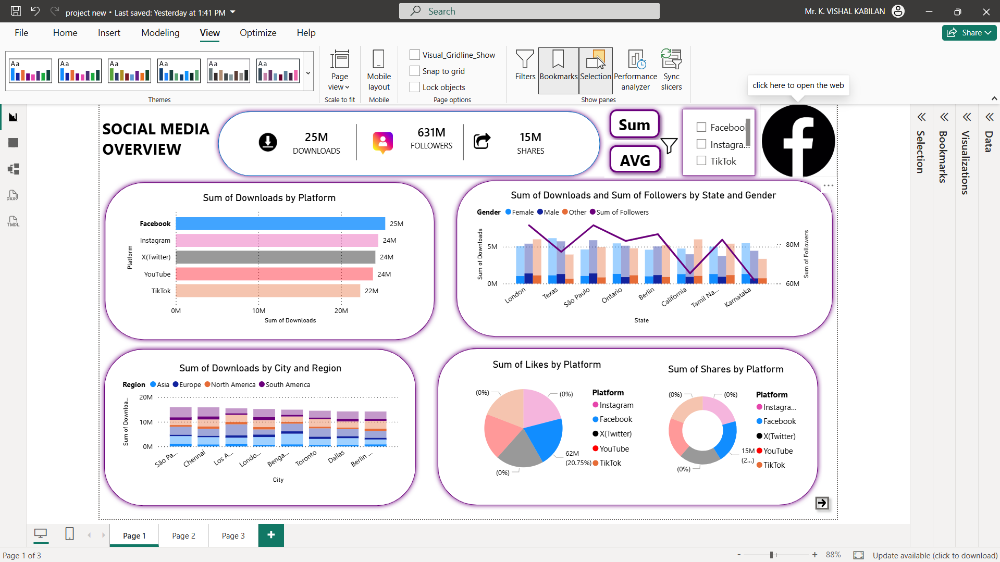 project new • Last saved: Yesterday at 1:41 PM
Search
Mr. K. VISHAL KABILAN
File Home Insert Modeling View Optimize Help
Share
Aa Aa Aa Aa Aa Aa
Themes
Page view
Scale to fit
Mobile layout
Mobile
Visual_Gridline_Show
Snap to grid
Lock objects
Page options
Filters
Bookmarks
Selection
Performance analyzer
Sync slicers
Show panes
click here to open the web
SOCIAL MEDIA
OVERVIEW
25M
DOWNLOADS
631M
FOLLOWERS
15M
SHARES
Sum
AVG
Faceboo
Instagra...
TikTok
Selection
Bookmarks
Visualizations
Data
DAX
TMDL
Sum of Downloads by Platform
Platform
Facebook 25M
Instagram 24M
X(Twitter) 24M
YouTube 24M
TikTok 22M
0M 10M 20M
Sum of Downloads
Sum of Downloads and Sum of Followers by State and Gender
Gender Female Male Other Sum of Followers
Sum of Downloads
5M
0M
80M
60M
Sum of Followers
London Texas São Paulo Ontario Berlin California Tamil Na... Karnataka
State
Sum of Downloads by City and Region
Region Asia Europe North America South America
Sum of Downloa...
20M
10M
0M
São Pa... Chennai Los A... Londo... Benga... Toronto Dallas Berlin ...
City
Sum of Likes by Platform
(0%) (0%)
62M
(20.75%)
(0%)
Platform
Instagram
Facebook
X(Twitter)
YouTube
TikTok
Sum of Shares by Platform
(0%) (0%)
15M
(2...)
(0%)
Platform
Instagra...
Facebook
X(Twitter)
YouTube
TikTok
Page 1 Page 2 Page 3
Page 1 of 3
- + 88%
Update available (click to download)